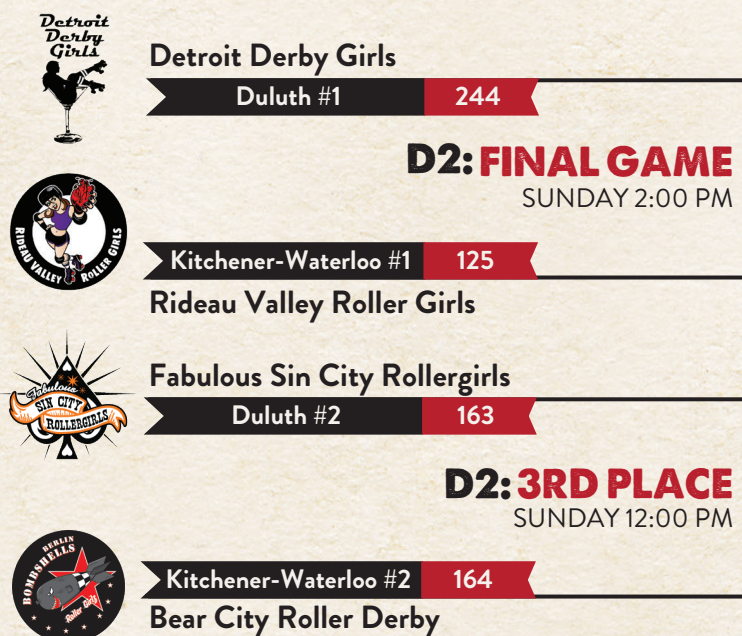 Detroit
Derby
Girls
Detroit Derby Girls
Duluth #1 244
D2: FINAL GAME
SUNDAY 2:00 PM
RIDEAU VALLEY ROLLER GIRLS
Kitchener-Waterloo #1 125
Rideau Valley Roller Girls
Fabulous Sin City Rollergirls
Fabulous
SIN CITY
ROLLERGIRLS
Duluth #2 163
D2: 3RD PLACE
SUNDAY 12:00 PM
BERLIN
BOMBSHELLS
Roller Girls
Kitchener-Waterloo #2 164
Bear City Roller Derby